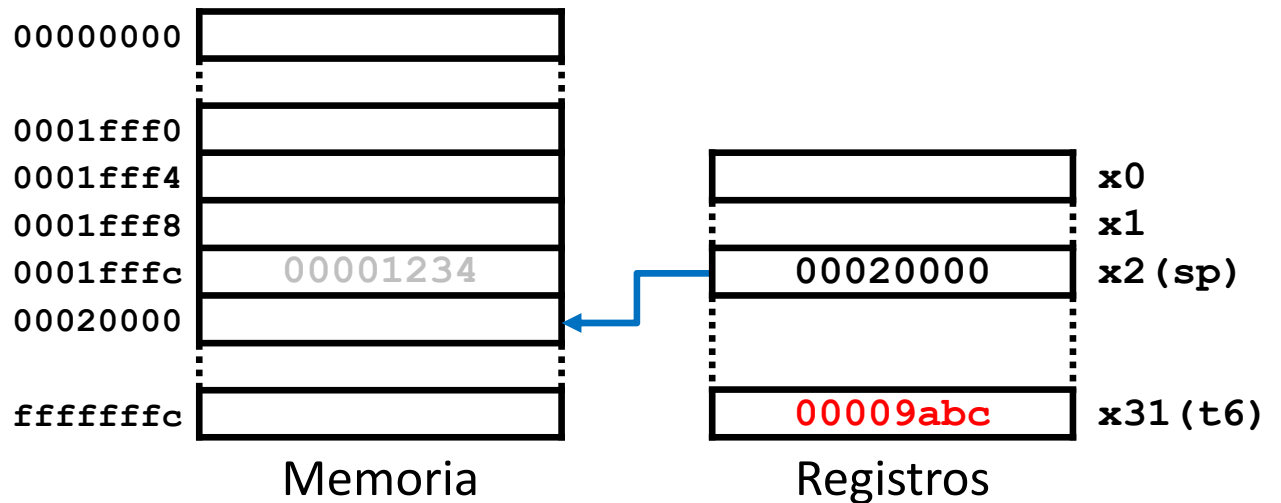 00000000
0001fff0
0001fff4 x0
0001fff8 x1
0001fffc 00001234 00020000 x2(sp)
00020000
fffffffc 00009abc x31(t6)
Memoria Registros